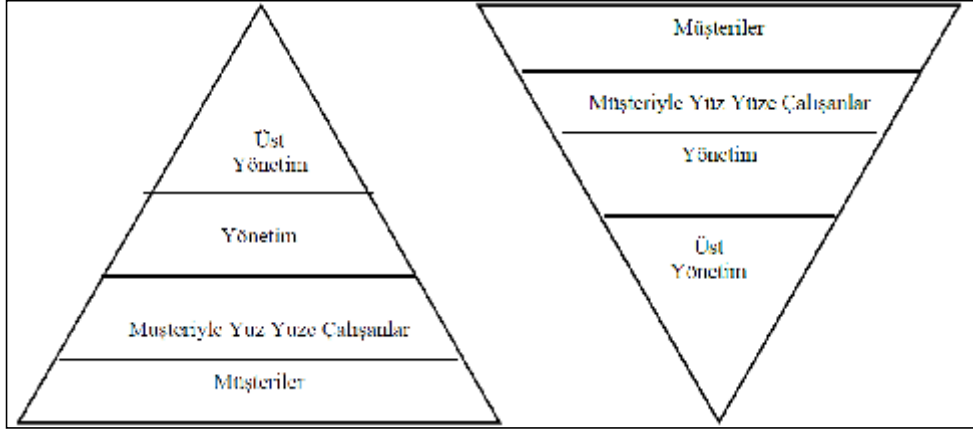 Üst
Yönetim
Yönetim
Müşteriyle Yüz Yüze Çalışanlar
Müşteriler
Müşteriler
Müşteriyle Yüz Yüze Çalışanlar
Yönetim
Üst
Yönetim